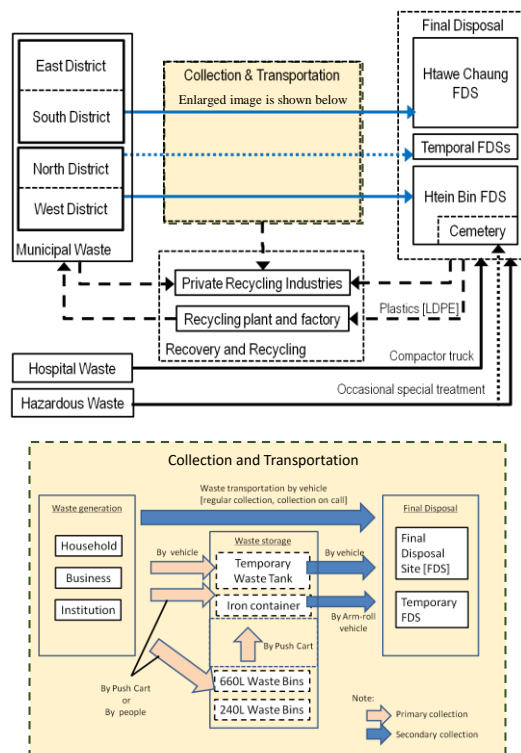 Final Disposal
East District
South District
North District
West District
Municipal Waste
Collection & Transportation
Enlarged image is shown below
Htawe Chaung
FDS
Temporal FDSs
Htein Bin FDS
Cemetery
Private Recycling Industries
Recycling plant and factory
Recovery and Recycling
Plastics [LDPE]
Hospital Waste
Compactor truck
Hazardous Waste
Occasional special treatment
Collection and Transportation
Waste transportation by vehicle
[regular collection, collection on call]
Waste generation
Household
Business
Institution
By vehicle
Waste storage
Temporary
Waste Tank
Iron container
By Push Cart
660L Waste Bins
240L Waste Bins
By Push Cart
or
By people
By vehicle
By Arm-roll
vehicle
Final Disposal
Final
Disposal
Site [FDS]
Temporary
FDS
Note:
Primary collection
Secondary collection